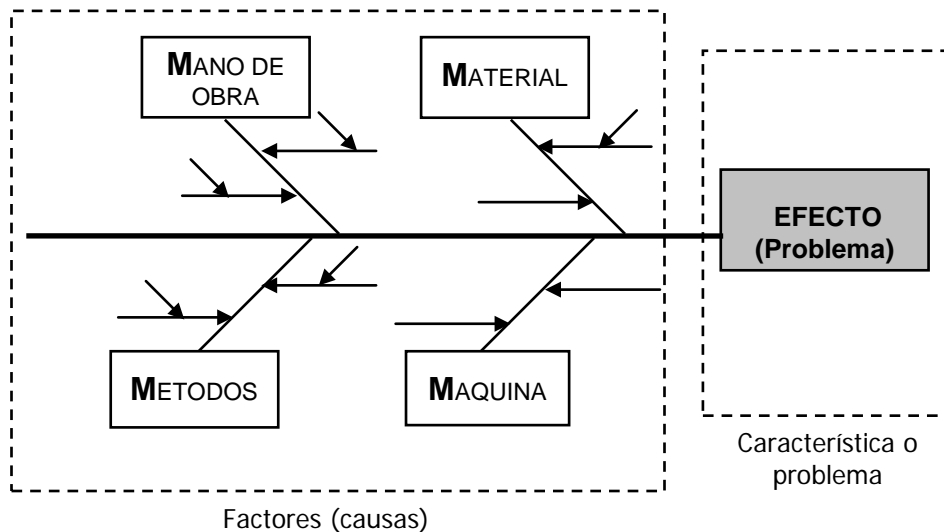 MANO DE
OBRA
MATERIAL
EFECTO
(Problema)
METODOS
MAQUINA
Característica o
problema
Factores (causas)